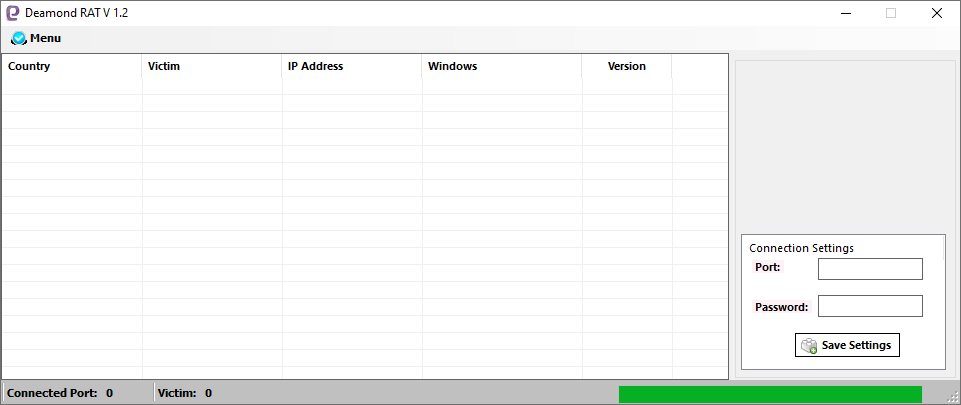 Deamond RAT V 1.2
Menu
Country Victim IP Address Windows Version
Connection Settings
Port:
Password:
Save Settings
Connected Port: 0 Victim: 0